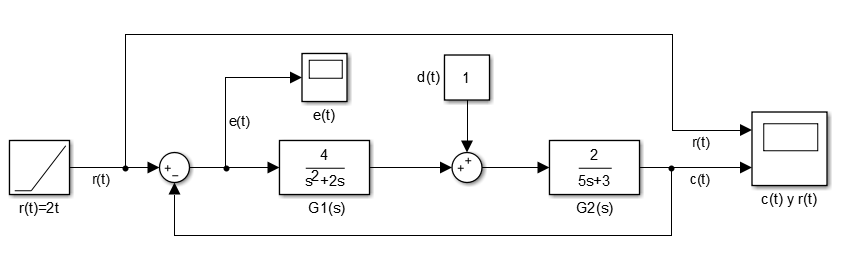 d(t)
1
e(t)
e(t)
r(t)
r(t)=2t
r(t)
+
−
4
s²+2s
G1(s)
+
+
2
5s+3
G2(s)
c(t)
c(t) y r(t)